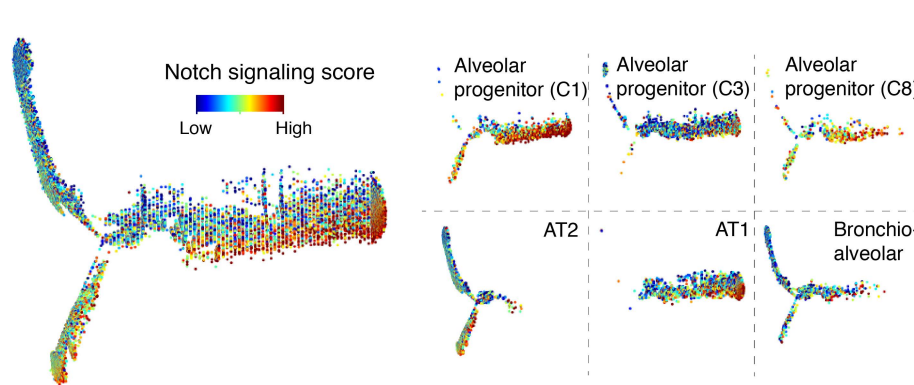 Notch signaling score
Low High
Alveolar
progenitor (C1)
Alveolar
progenitor (C3)
Alveolar
progenitor (C8)
AT2
AT1
Bronchio-
alveolar